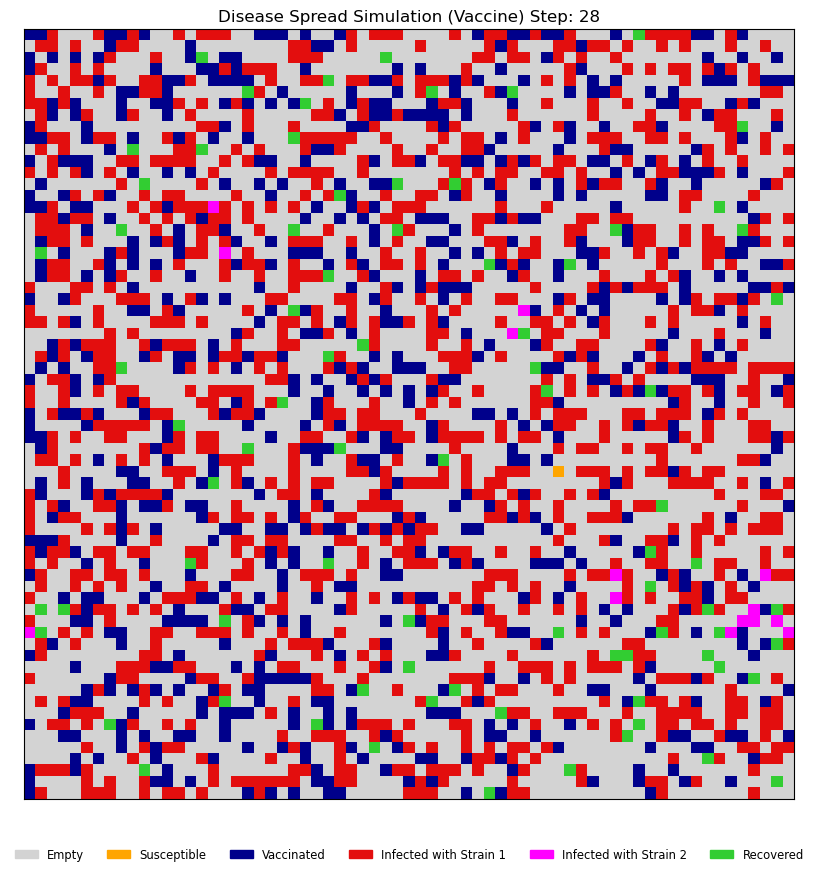 Disease Spread Simulation (Vaccine) Step: 28
Empty Susceptible Vaccinated Infected with Strain 1 Infected with Strain 2 Recovered